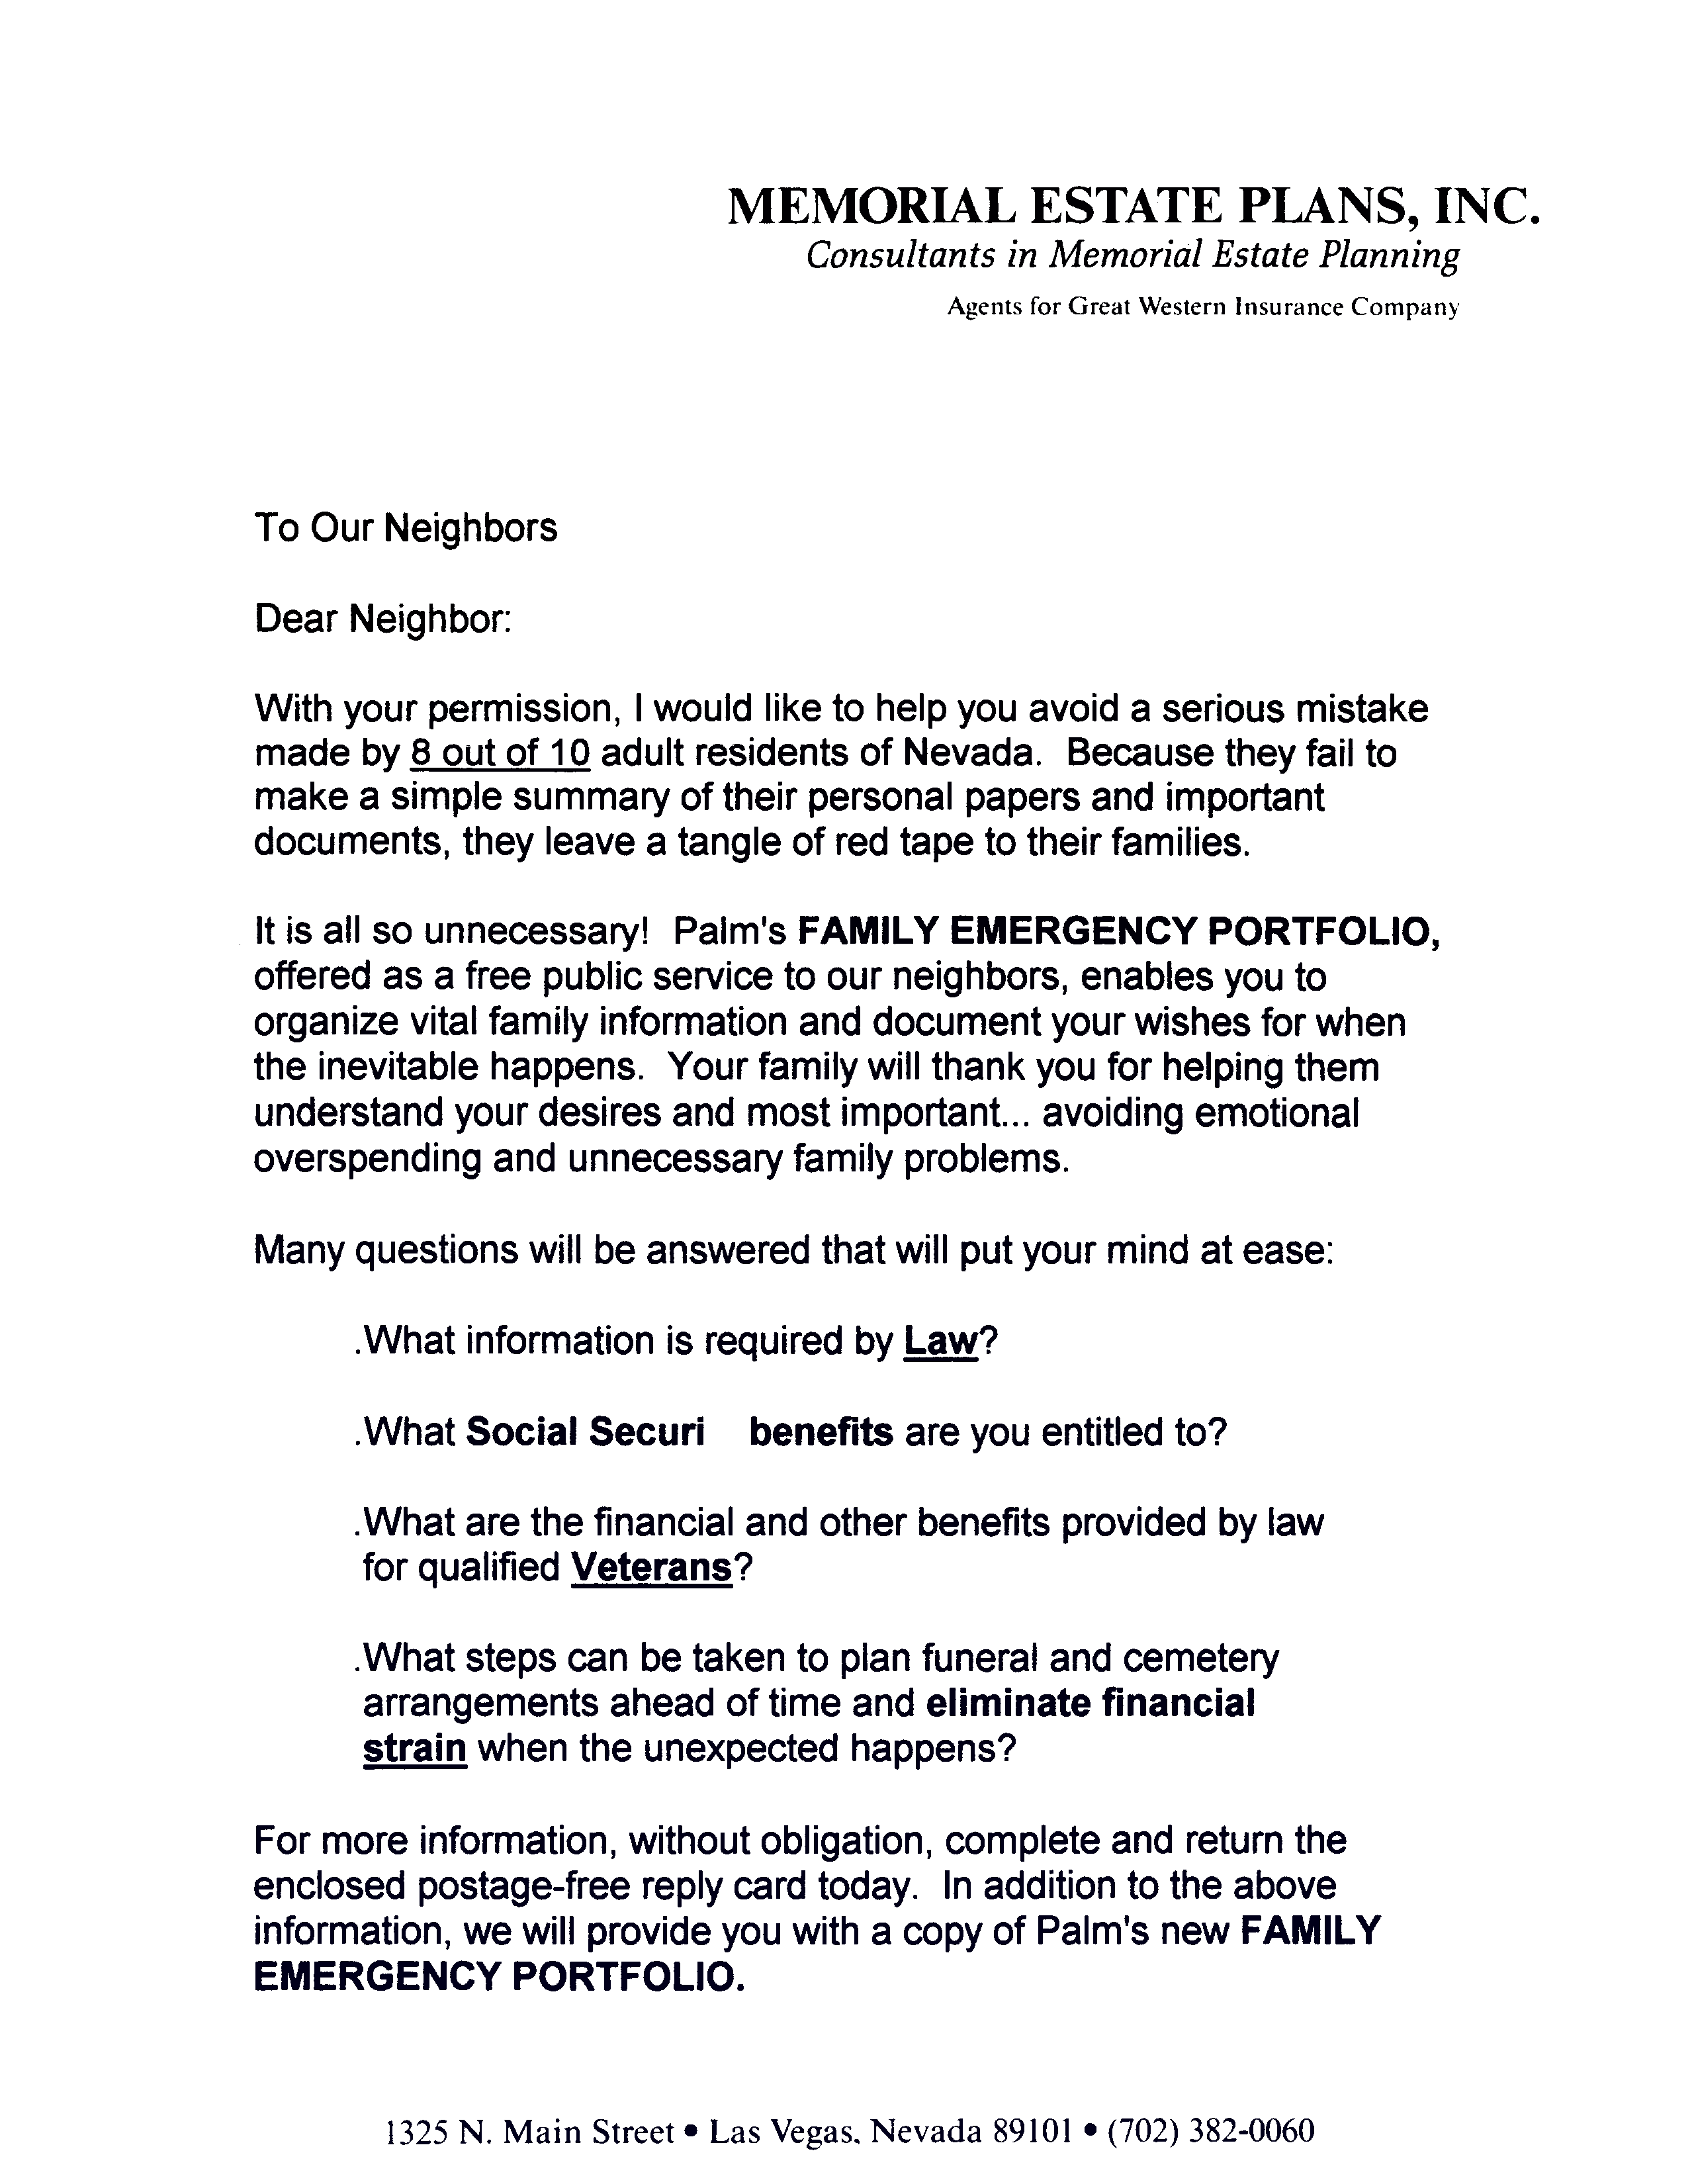 MEMORIAL ESTATE PLANS, INC.
Consultants in Memorial Estate Planning
Agents for Great Western Insurance Company
To Our Neighbors
Dear Neighbor:
With your permission, I would like to help you avoid a serious mistake
made by 8 out of 10 adult residents of Nevada.  Because they fail to
make a simple summary of their personal papers and important
documents, they leave a tangle of red tape to their families.
It is all so unnecessary!  Palm's FAMILY EMERGENCY PORTFOLIO,
offered as a free public service to our neighbors, enables you to
organize vital family information and document your wishes for when
the inevitable happens.  Your family will thank you for helping them
understand your desires and most important... avoiding emotional
overspending and unnecessary family problems.
Many questions will be answered that will put your mind at ease:
.What information is required by Law?
.What Social Securi benefits are you entitled to?
.What are the financial and other benefits provided by law
for qualified Veterans?
.What steps can be taken to plan funeral and cemetery
arrangements ahead of time and eliminate financial
strain when the unexpected happens?
For more information, without obligation, complete and return the
enclosed postage-free reply card today.  In addition to the above
information, we will provide you with a copy of Palm's new FAMILY
EMERGENCY PORTFOLIO.
1325 N. Main Street • Las Vegas, Nevada 89101 • (702) 382-0060